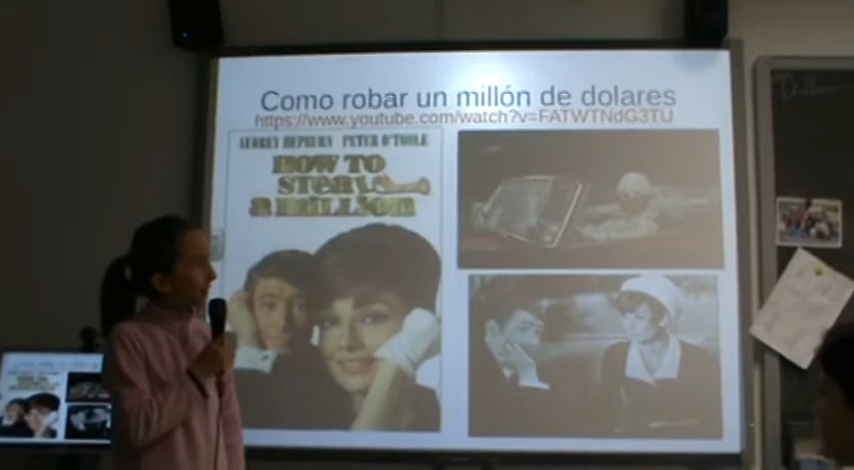 Como robar un millón de dolares
https://www.youtube.com/watch?v=FATWTNdG3TU
AUDREY HEPBURN PETER O'TOOLE
HOW TO
STEAL
A MILLION